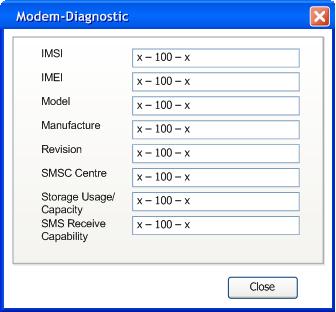 Modem-Diagnostic
IMSI x – 100 – x
IMEI x – 100 – x
Model x – 100 – x
Manufacture x – 100 – x
Revision x – 100 – x
SMSC Centre x – 100 – x
Storage Usage/ x – 100 – x
Capacity
SMS Receive x – 100 – x
Capability
Close